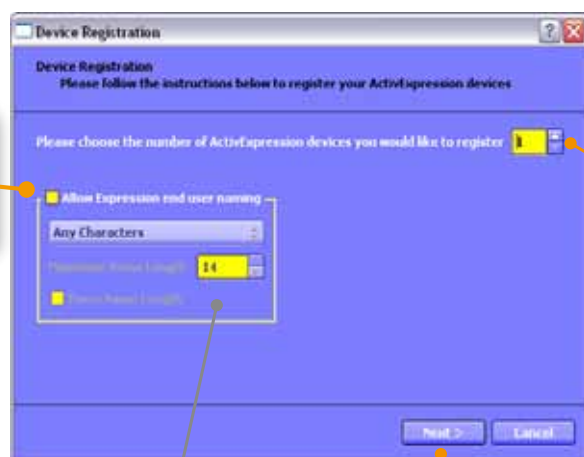 Device Registration
Device Registration
Please follow the instructions below to register your ActivExpression devices
Please choose the number of ActivExpression devices you would like to register
Allow Expression end user naming
Any Characters
Maximum Name Length 14
Force Name Length
Next >
Cancel